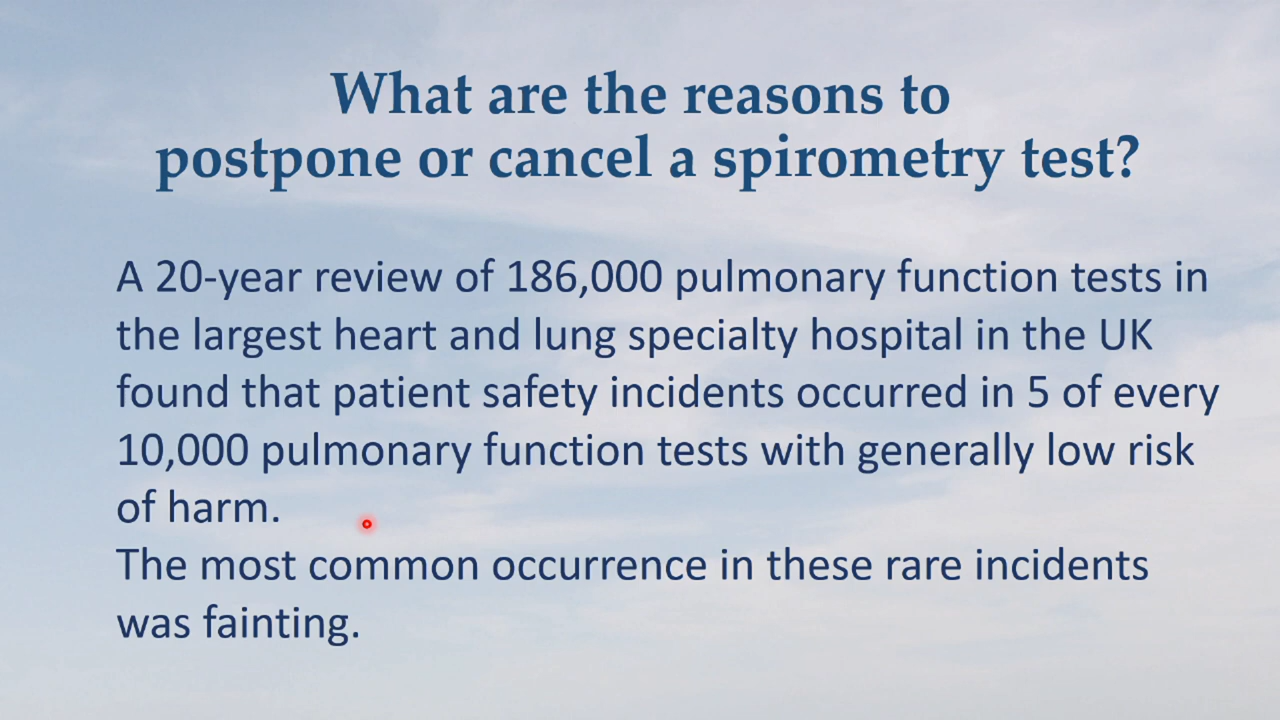 What are the reasons to
postpone or cancel a spirometry test?
A 20-year review of 186,000 pulmonary function tests in
the largest heart and lung specialty hospital in the UK
found that patient safety incidents occurred in 5 of every
10,000 pulmonary function tests with generally low risk
of harm.
The most common occurrence in these rare incidents
was fainting.